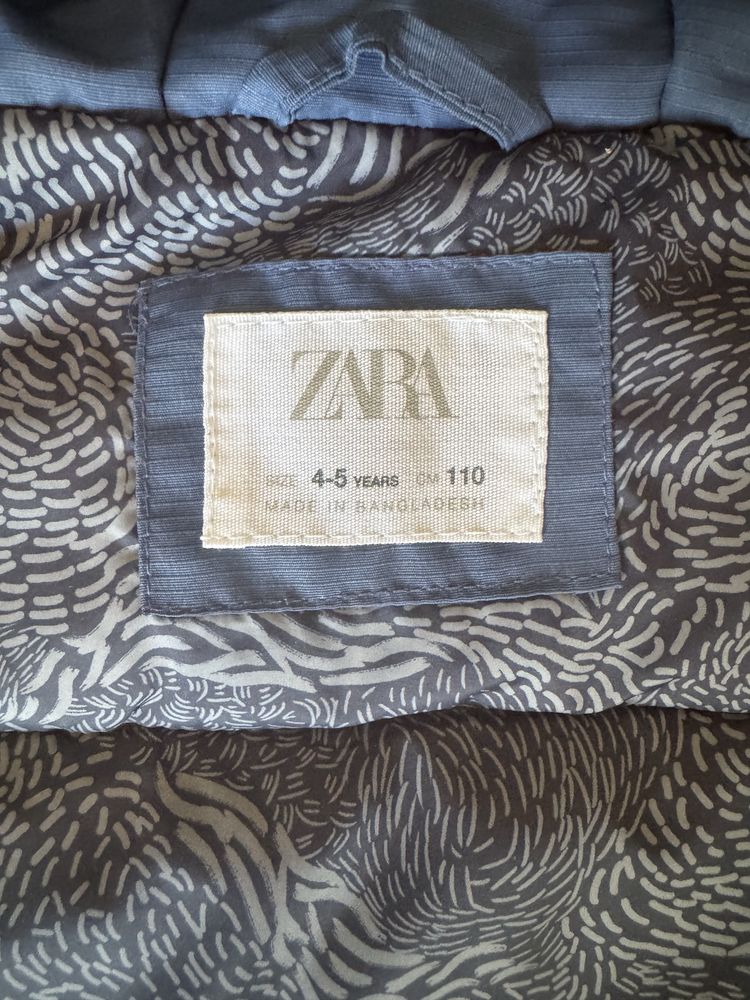 ZARA
SIZE 4-5 YEARS CM 110
MADE IN BANGLADESH